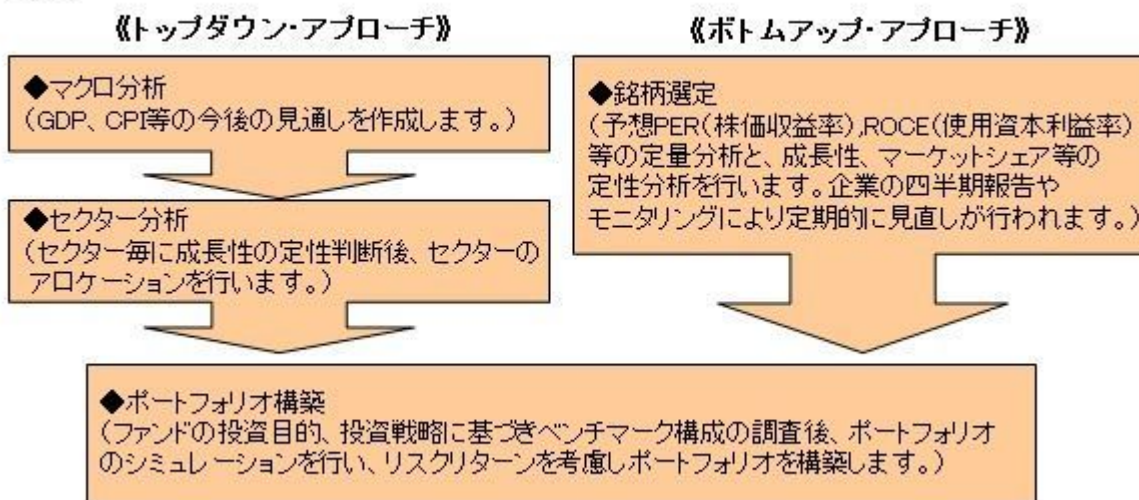 《トップダウン・アプローチ》
◆マクロ分析
(GDP、CPI等の今後の見通しを作成します。)
◆セクター分析
(セクター毎に成長性の定性判断後、セクターの
アロケーションを行います。)
《ボトムアップ・アプローチ》
◆銘柄選定
(予想PER(株価収益率),ROCE(使用資本利益率)
等の定量分析と、成長性、マーケットシェア等の
定性分析を行います。企業の四半期報告や
モニタリングにより定期的に見直しが行われます。)
◆ポートフォリオ構築
(ファンドの投資目的、投資戦略に基づきベンチマーク構成の調査後、ポートフォリオ
のシミュレーションを行い、リスクリターンを考慮しポートフォリオを構築します。)